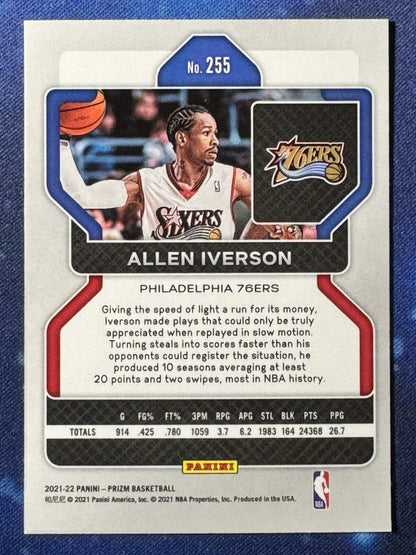 No. 255
SIXERS
76ERS
ALLEN IVERSON
PHILADELPHIA 76ERS
Giving the speed of light a run for its money,
Iverson made plays that could only be truly
appreciated when replayed in slow motion.
Turning steals into scores faster than his
opponents could register the situation, he
produced 10 seasons averaging at least
20 points and two swipes, most in NBA history.
G FG% FT% 3PM RPG APG STL BLK PTS PPG
TOTALS 914 .425 .780 1059 3.7 6.2 1983 164 24368 26.7
PANINI
2021-22 PANINI—PRIZM BASKETBALL
帕尼尼 © 2021 Panini America, Inc. © 2021 NBA Properties, Inc. Produced in the USA.
NBA